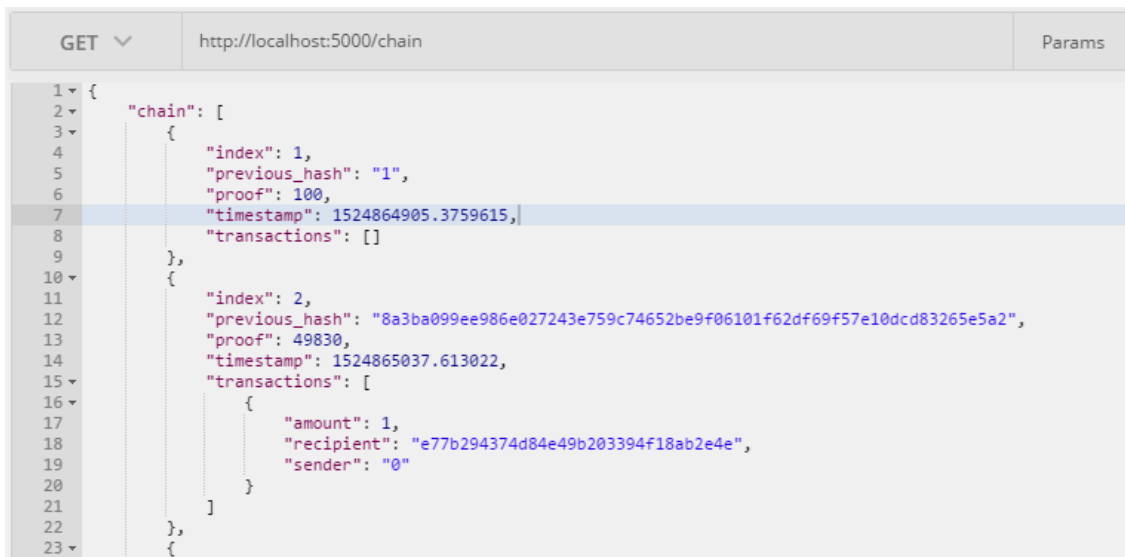 GET http://localhost:5000/chain Params
1 {
2 "chain": [
3 {
4 "index": 1,
5 "previous_hash": "1",
6 "proof": 100,
7 "timestamp": 1524864905.3759615,
8 "transactions": []
9 },
10 {
11 "index": 2,
12 "previous_hash": "8a3ba099ee986e027243e759c74652be9f06101f62df69f57e10dcd83265e5a2",
13 "proof": 49830,
14 "timestamp": 1524865037.613022,
15 "transactions": [
16 {
17 "amount": 1,
18 "recipient": "e77b294374d84e49b203394f18ab2e4e",
19 "sender": "0"
20 }
21 ]
22 },
23 {